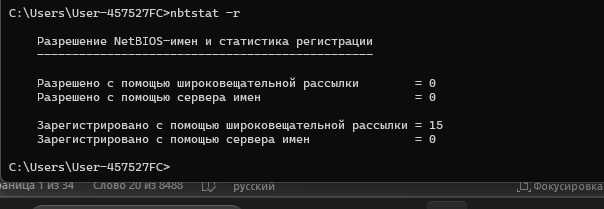 C:\Users\User-457527FC>nbtstat -r
Разрешение NetBIOS-имен и статистика регистрации
------------------------------------------------
Разрешено с помощью широковещательной рассылки = 0
Разрешено с помощью сервера имен = 0
Зарегистрировано с помощью широковещательной рассылки = 15
Зарегистрировано с помощью сервера имен = 0
C:\Users\User-457527FC>
раница 1 из 34 Слово 20 из 8488 русский Фокусировка